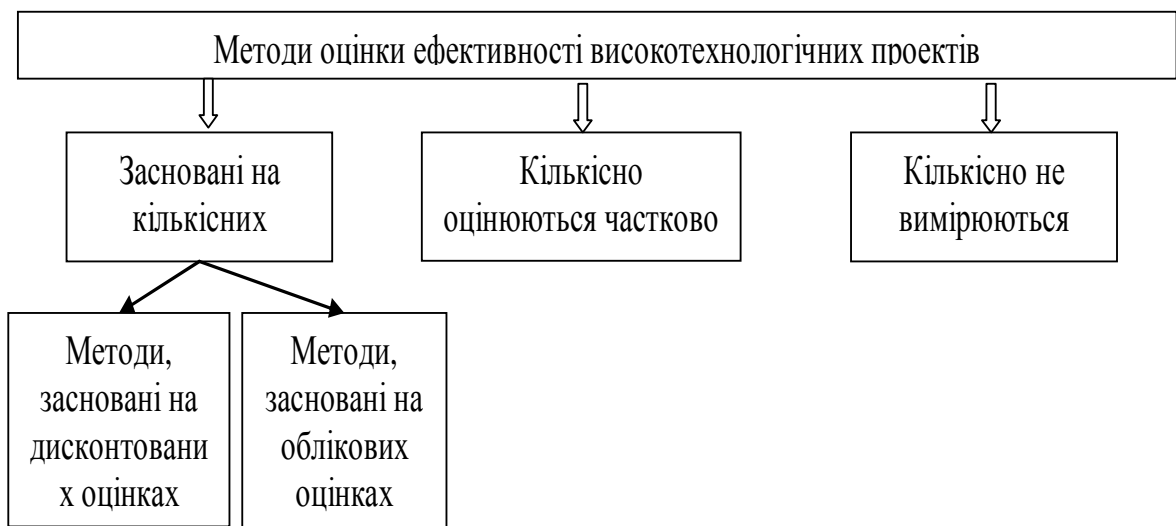 Методи оцінки ефективності високотехнологічних проектів
Засновані на
кількісних
Кількісно
оцінюються частково
Кількісно не
вимірюються
Методи,
засновані на
дисконтовани
х оцінках
Методи,
засновані на
облікових
оцінках